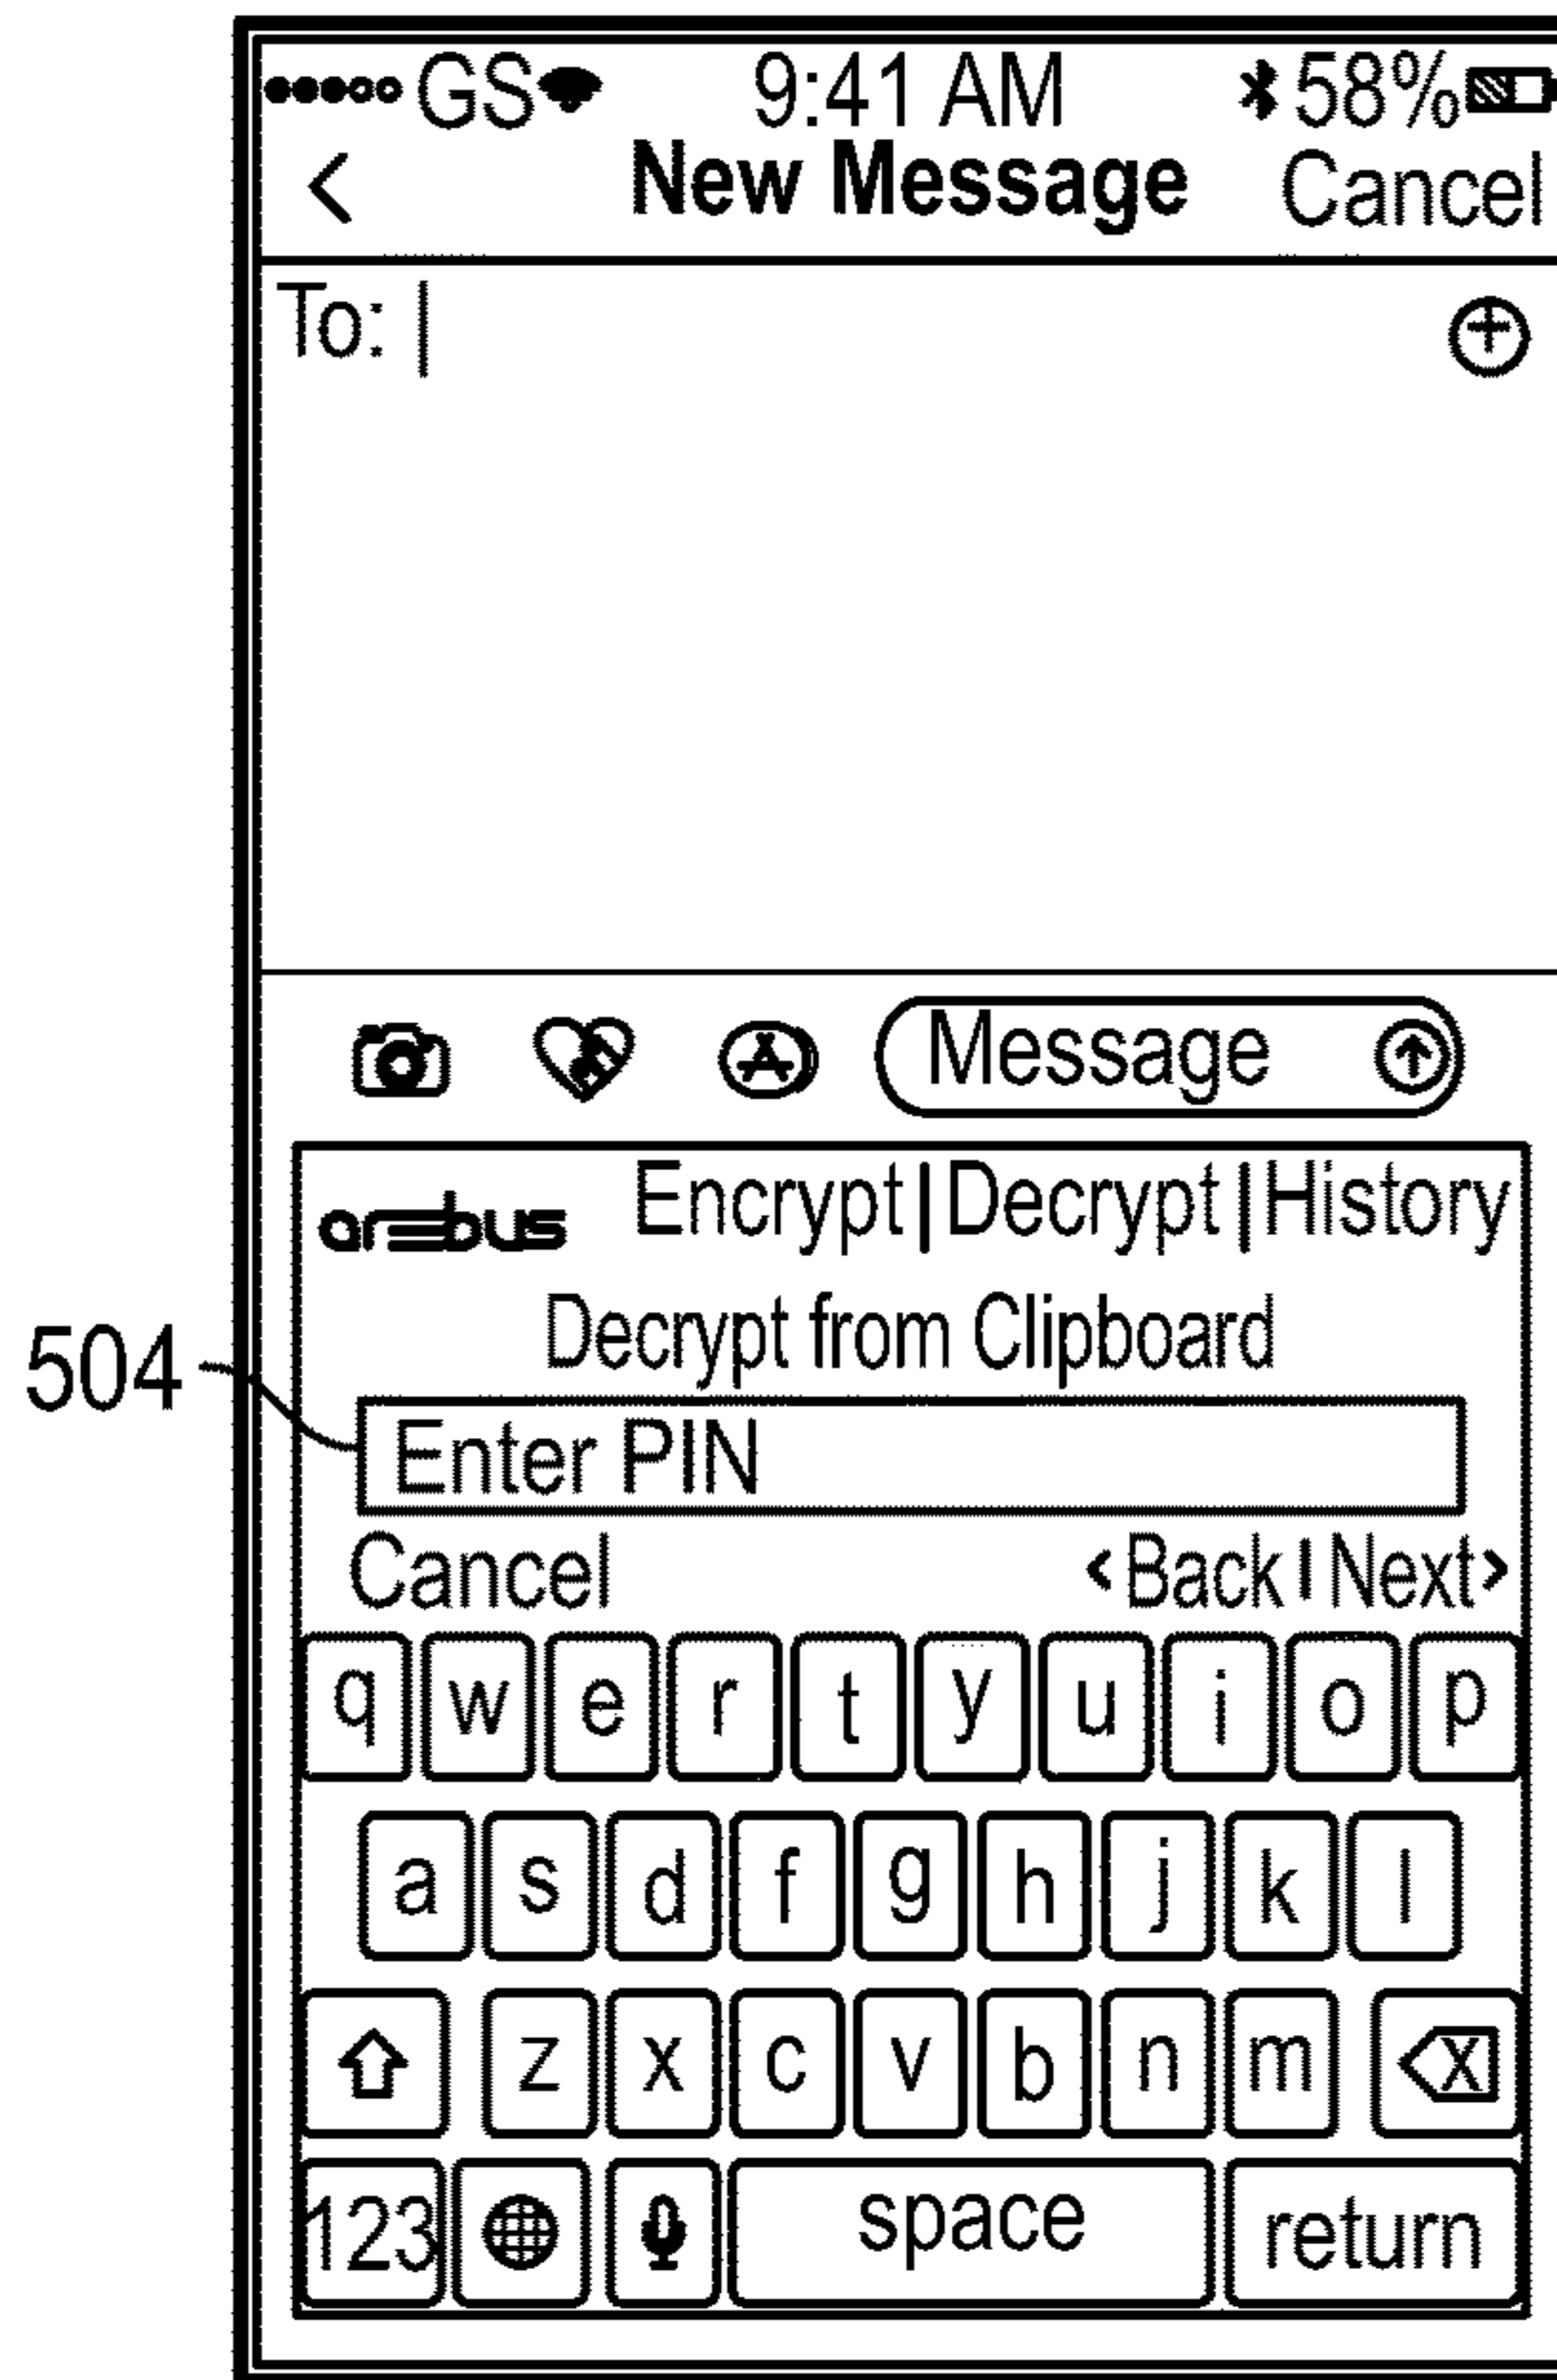 GS 9:41 AM 58%
< New Message Cancel
To:
Message
arebus Encrypt|Decrypt|History
Decrypt from Clipboard
504
Enter PIN
Cancel <Back|Next>
q w e r t y u i o p
a s d f g h j k l
z x c v b n m X
123 space return